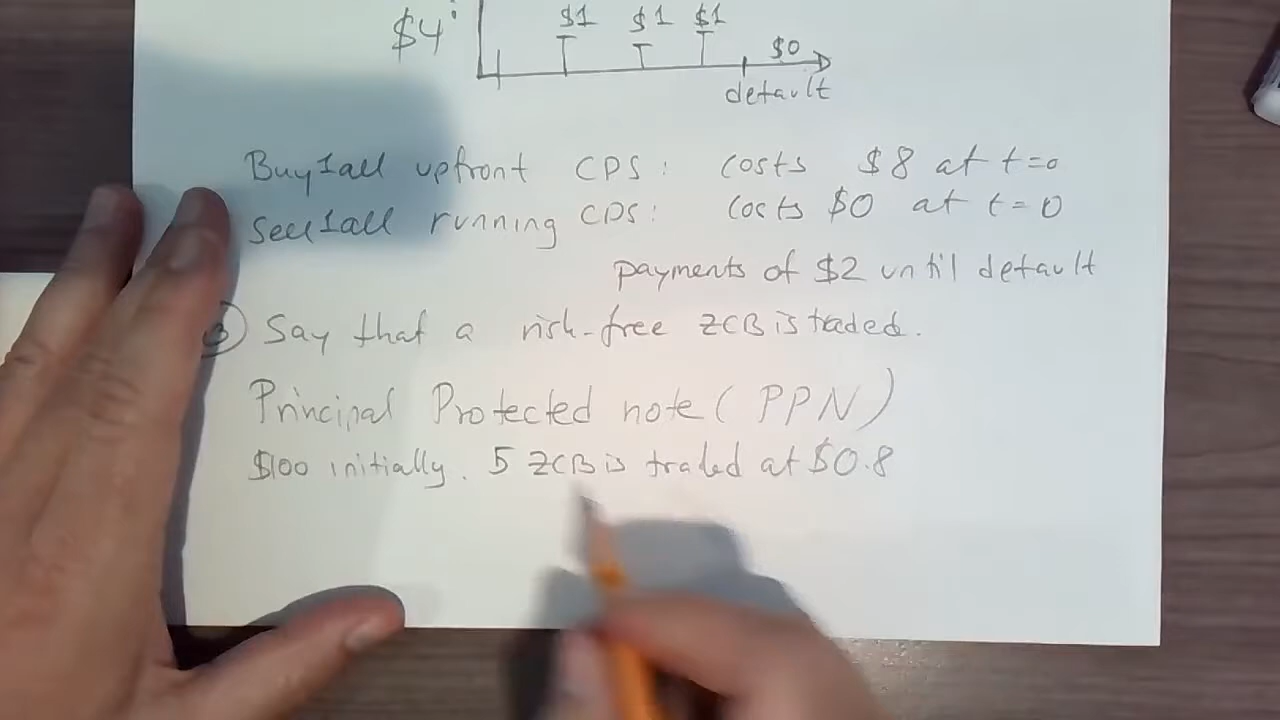 $1 $1 $1
$4
$0
default
Buy 1 all upfront CDS: costs $8 at t=0
Sell 1 all running CDS: costs $0 at t=0
payments of $2 until default
3 Say that a risk-free ZCB is traded.
Principal Protected note (PPN)
$100 initially. 5 ZCB is traded at $0.8